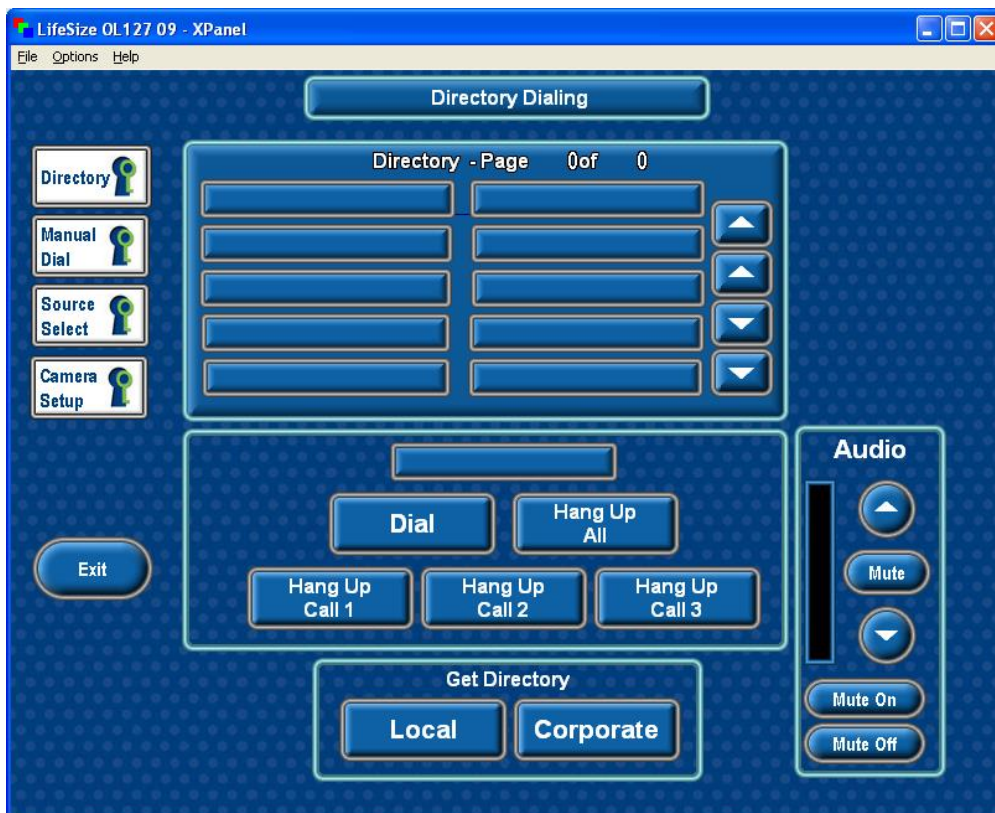 LifeSize OL127 09 - XPanel
File Options Help
Directory Dialing
Directory - Page 0of 0
Directory
Manual
Dial
Source
Select
Camera
Setup
Exit
Dial
Hang Up
All
Hang Up
Call 1
Hang Up
Call 2
Hang Up
Call 3
Get Directory
Local
Corporate
Audio
Mute
Mute On
Mute Off